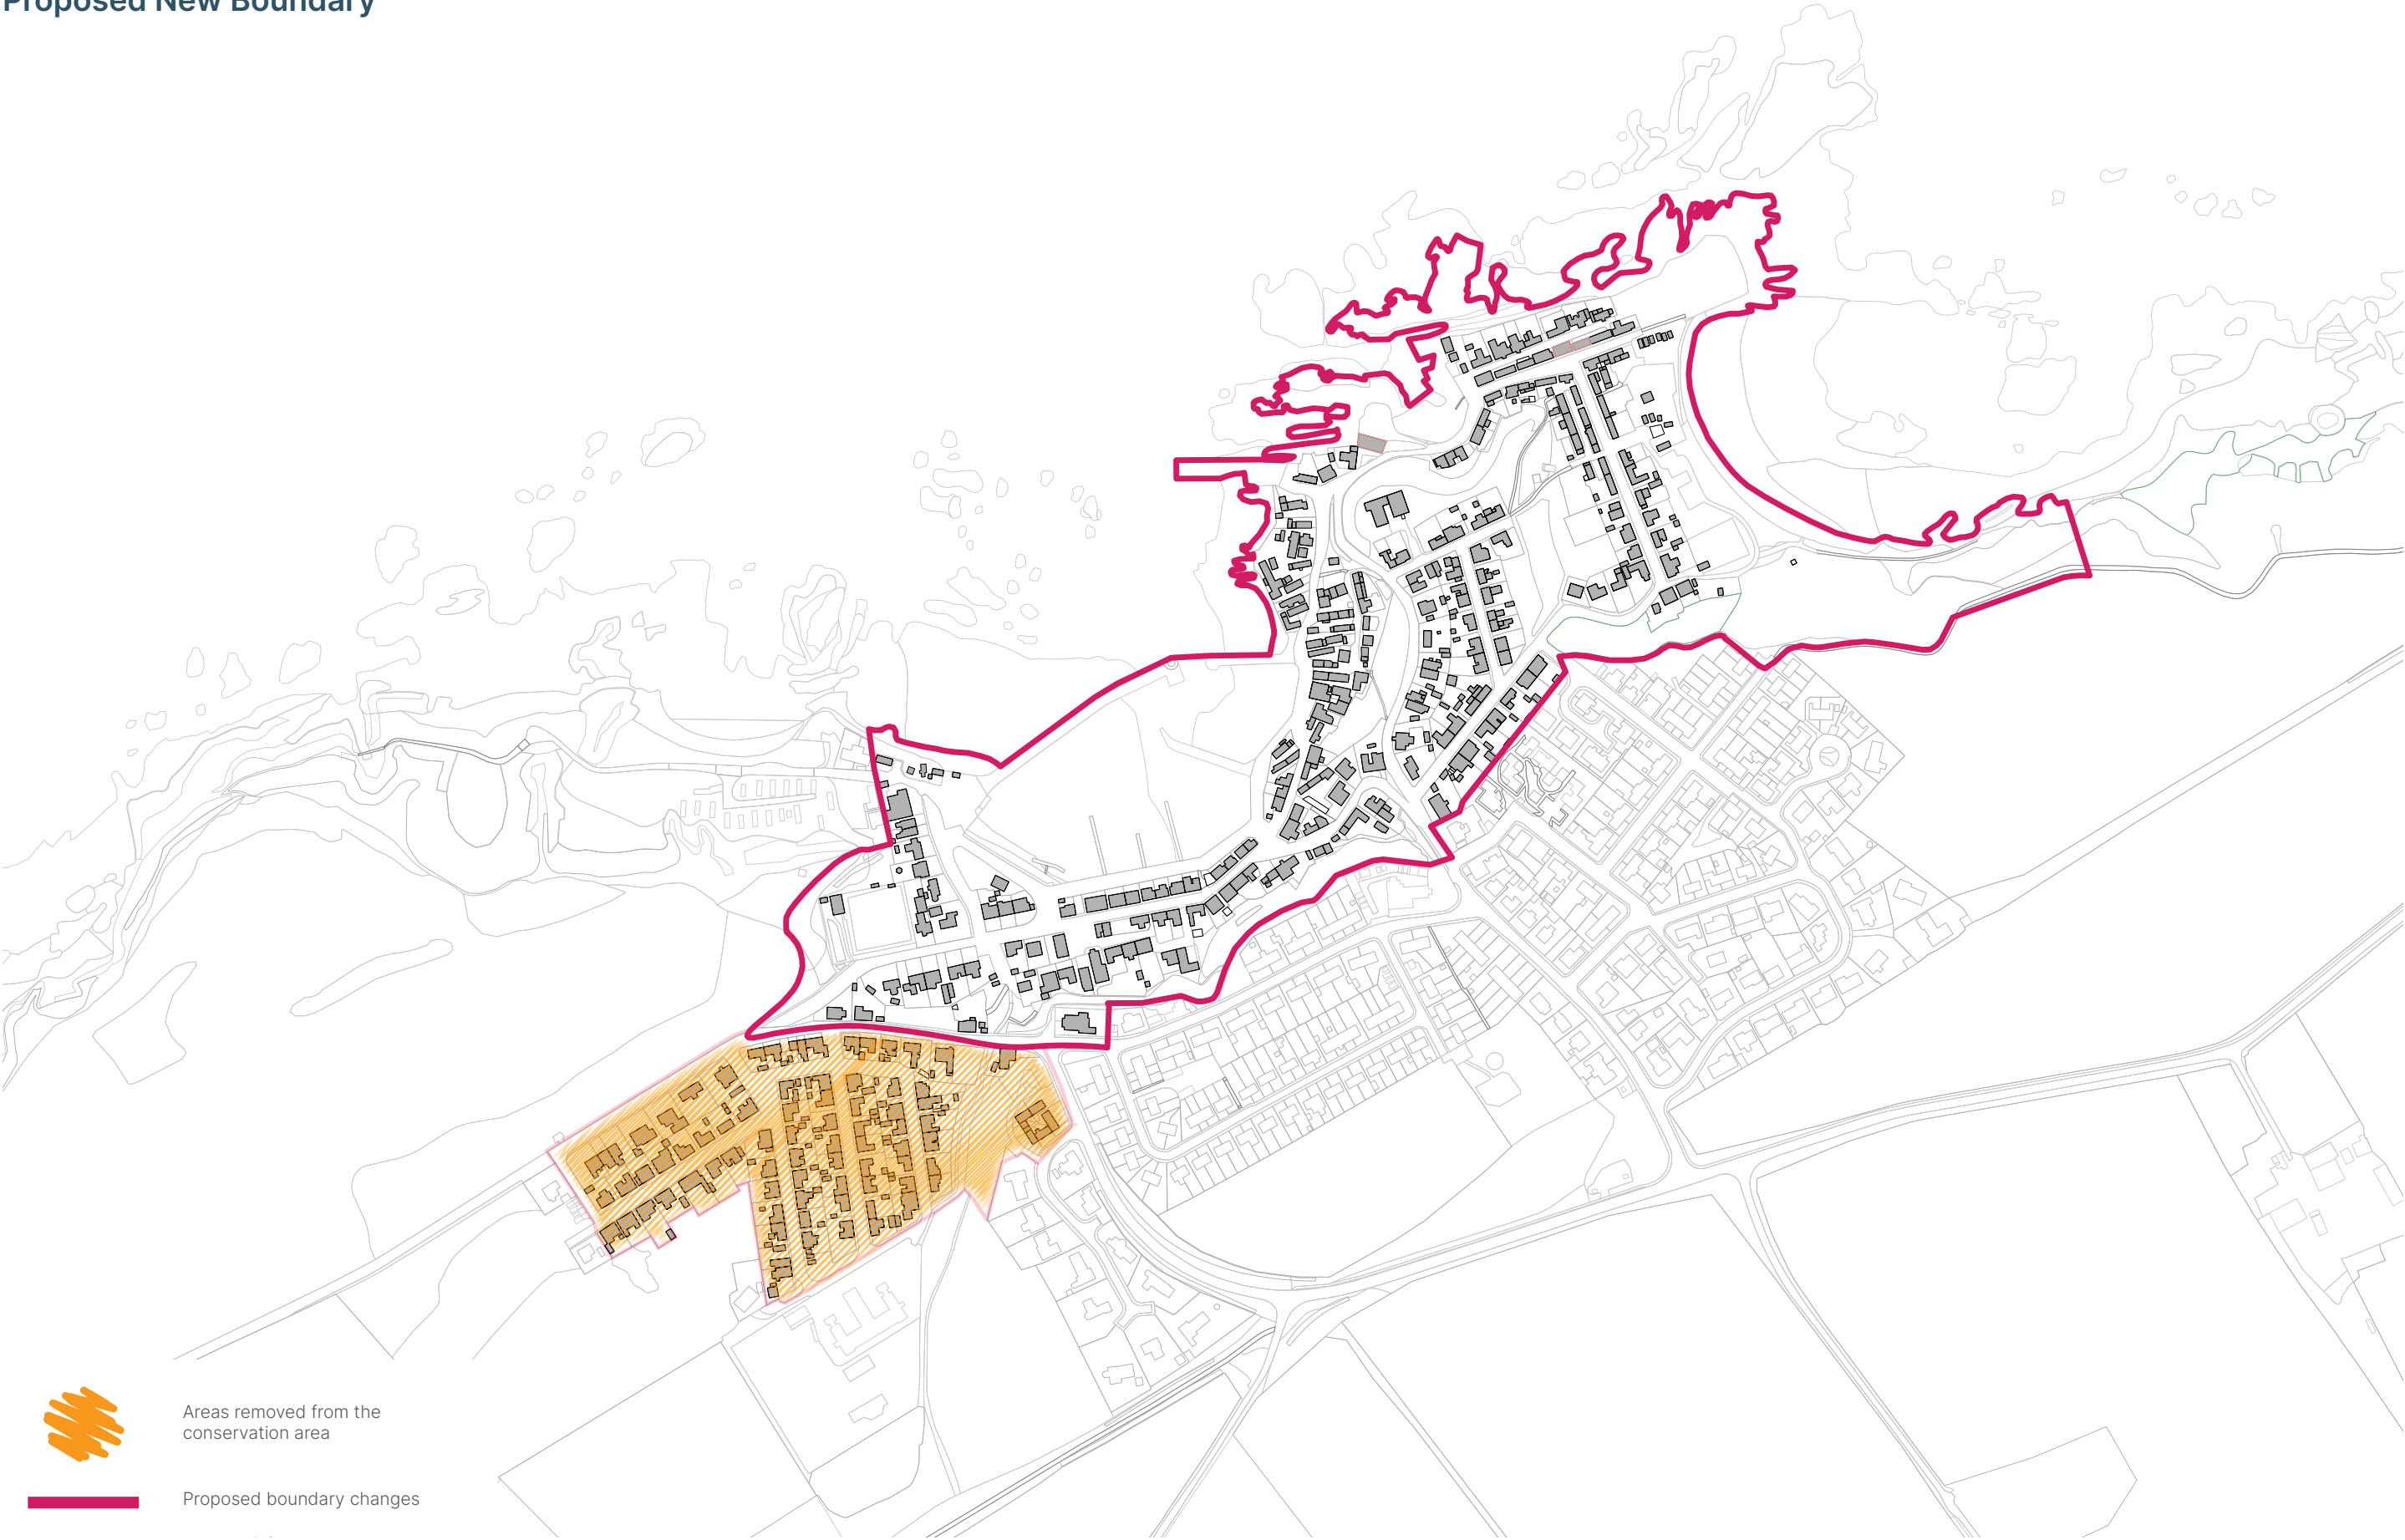 Proposed New Boundary
Areas removed from the
conservation area
Proposed boundary changes